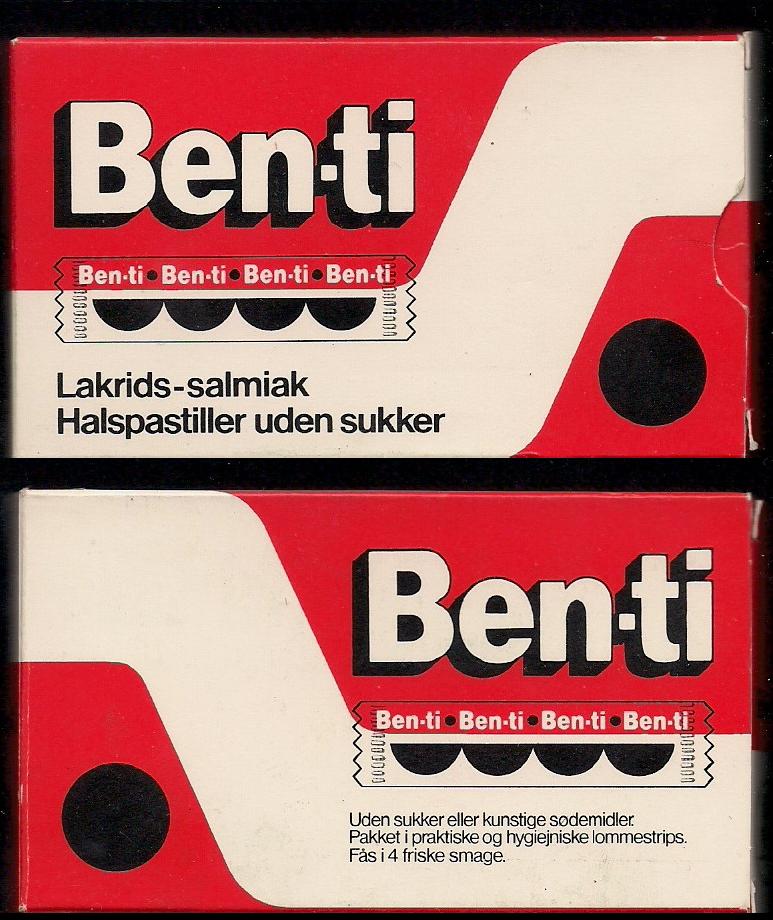 Ben-ti
Ben-ti • Ben-ti • Ben-ti • Ben-ti
Lakrids-salmiak
Halspastiller uden sukker
Ben-ti
Ben-ti • Ben-ti • Ben-ti • Ben-ti
Uden sukker eller kunstige sødemidler.
Pakket i praktiske og hygiejniske lommestrips.
Fås i 4 friske smage.